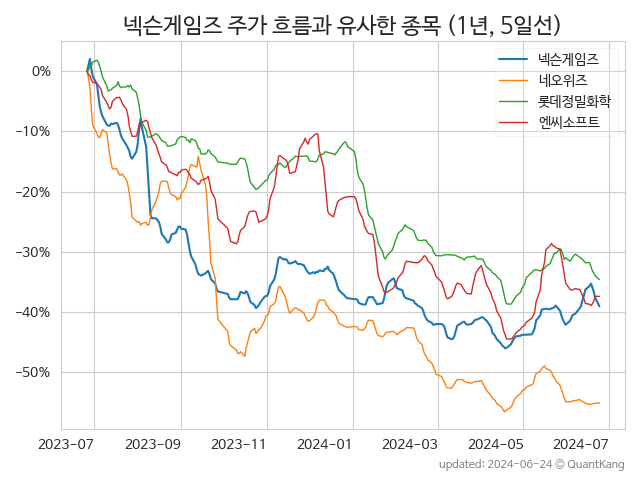 넥슨게임즈 주가 흐름과 유사한 종목 (1년, 5일선)
넥슨게임즈
네오위즈
롯데정밀화학
엔씨소프트
0%
−10%
−20%
−30%
−40%
−50%
2023-07 2023-09 2023-11 2024-01 2024-03 2024-05 2024-07
updated: 2024-06-24 © QuantKang